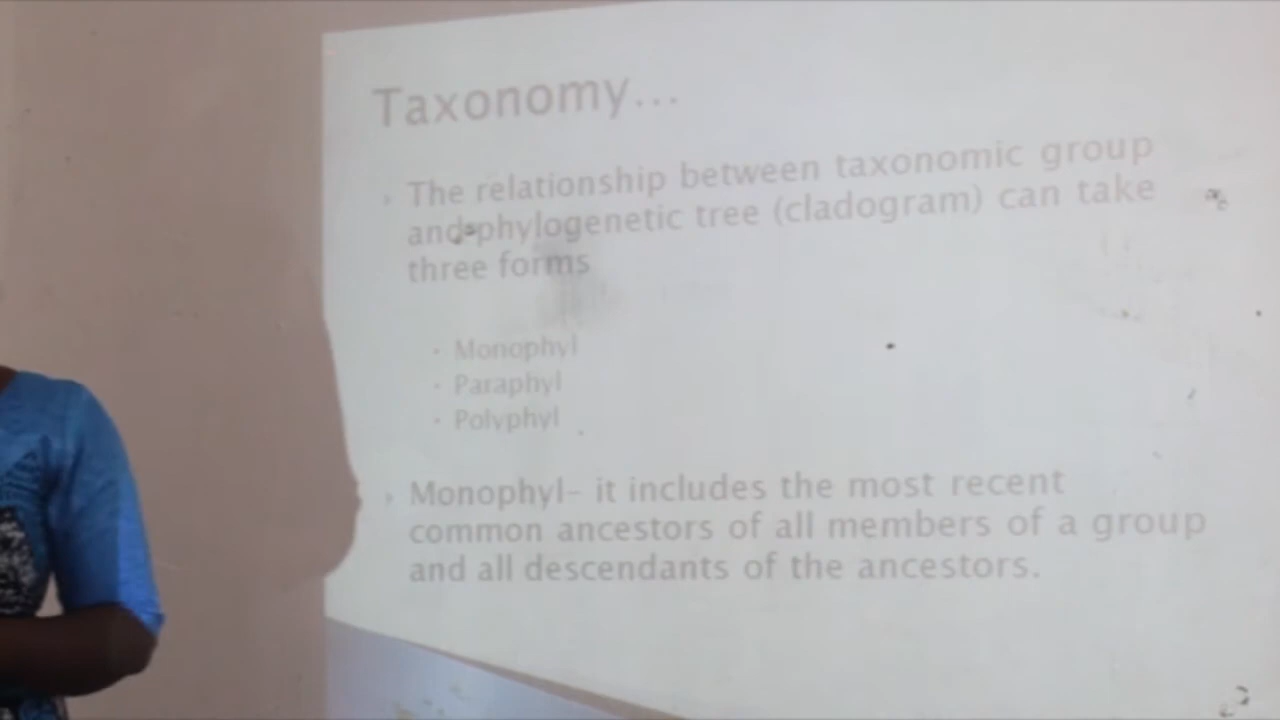 Taxonomy...
The relationship between taxonomic group
and phylogenetic tree (cladogram) can take
three forms
Monophyl
Paraphyl
Polyphyl
Monophyl- it includes the most recent
common ancestors of all members of a group
and all descendants of the ancestors.